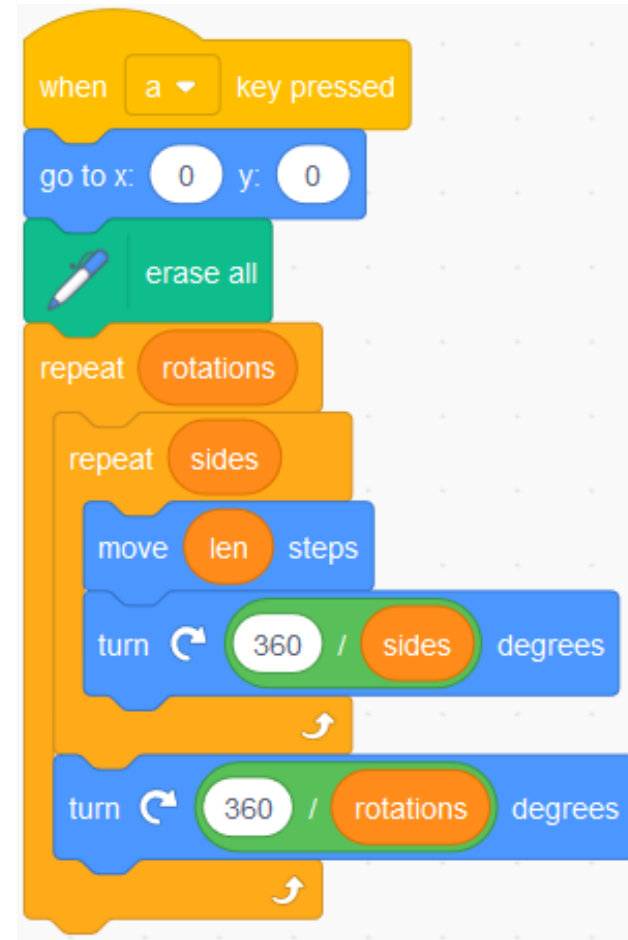 when a key pressed
go to x: 0 y: 0
erase all
repeat rotations
repeat sides
move len steps
turn 360 / sides degrees
turn 360 / rotations degrees